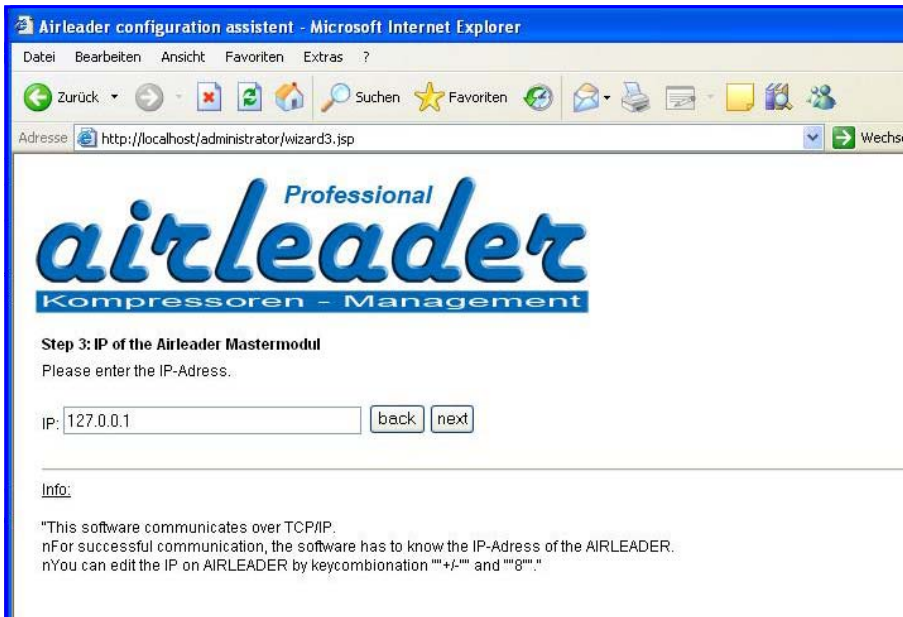 Airleader configuration assistent - Microsoft Internet Explorer
Datei Bearbeiten Ansicht Favoriten Extras ?
Zurück Suchen Favoriten
Adresse http://localhost/administrator/wizard3.jsp Wechse
Professional
airleader
Kompressoren - Management
Step 3: IP of the Airleader Mastermodul
Please enter the IP-Adress.
IP: 127.0.0.1 back next
Info:
"This software communicates over TCP/IP.
nFor successful communication, the software has to know the IP-Adress of the AIRLEADER.
nYou can edit the IP on AIRLEADER by keycombionation ""+/-"" and ""8""."